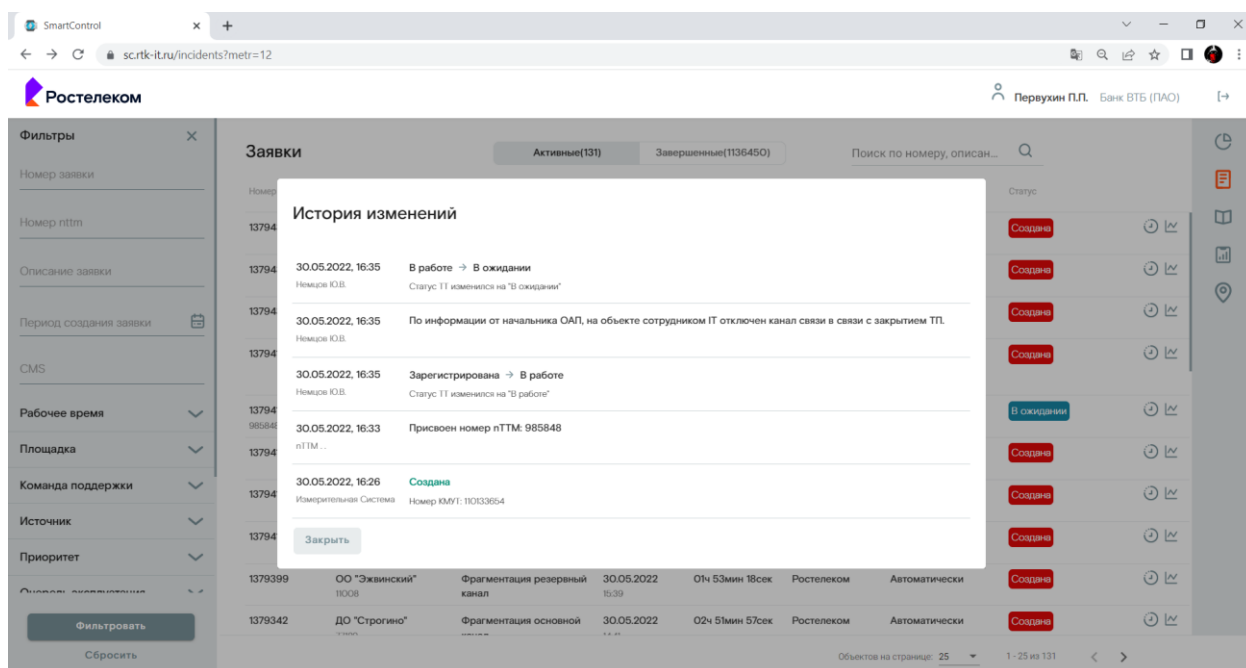 SmartControl
sc.rtk-it.ru/incidents?metr=12
Ростелеком
Первухин П.П. Банк ВТБ (ПАО)
Фильтры
Номер заявки
Номер nttm
Описание заявки
Период создания заявки
CMS
Рабочее время
Площадка
Команда поддержки
Источник
Приоритет
Очередь эксплуатации
Фильтровать
Сбросить
Заявки
Активные(131) Завершенные(1136450) Поиск по номеру, описан...
Статус
История изменений
30.05.2022, 16:35 В работе → В ожидании
Немцов Ю.В. Статус ТТ изменился на "В ожидании"
30.05.2022, 16:35 По информации от начальника ОАП, на объекте сотрудником IT отключен канал связи в связи с закрытием ТП.
Немцов Ю.В.
30.05.2022, 16:35 Зарегистрирована → В работе
Немцов Ю.В. Статус ТТ изменился на "В работе"
30.05.2022, 16:33 Присвоен номер nTTM: 985848
nTTM ...
30.05.2022, 16:26 Создана
Измерительная Система Номер КМУТ: 110133654
Закрыть
Создана
Создана
Создана
Создана
В ожидании
Создана
Создана
Создана
1379399 ОО "Эжвинский" Фрагментация резервный 30.05.2022 01ч 53мин 18сек Ростелеком Автоматически Создана
11008 канал 15:39
1379342 ДО "Строгино" Фрагментация основной 30.05.2022 02ч 51мин 57сек Ростелеком Автоматически Создана
Объектов на странице: 25 1 - 25 из 131